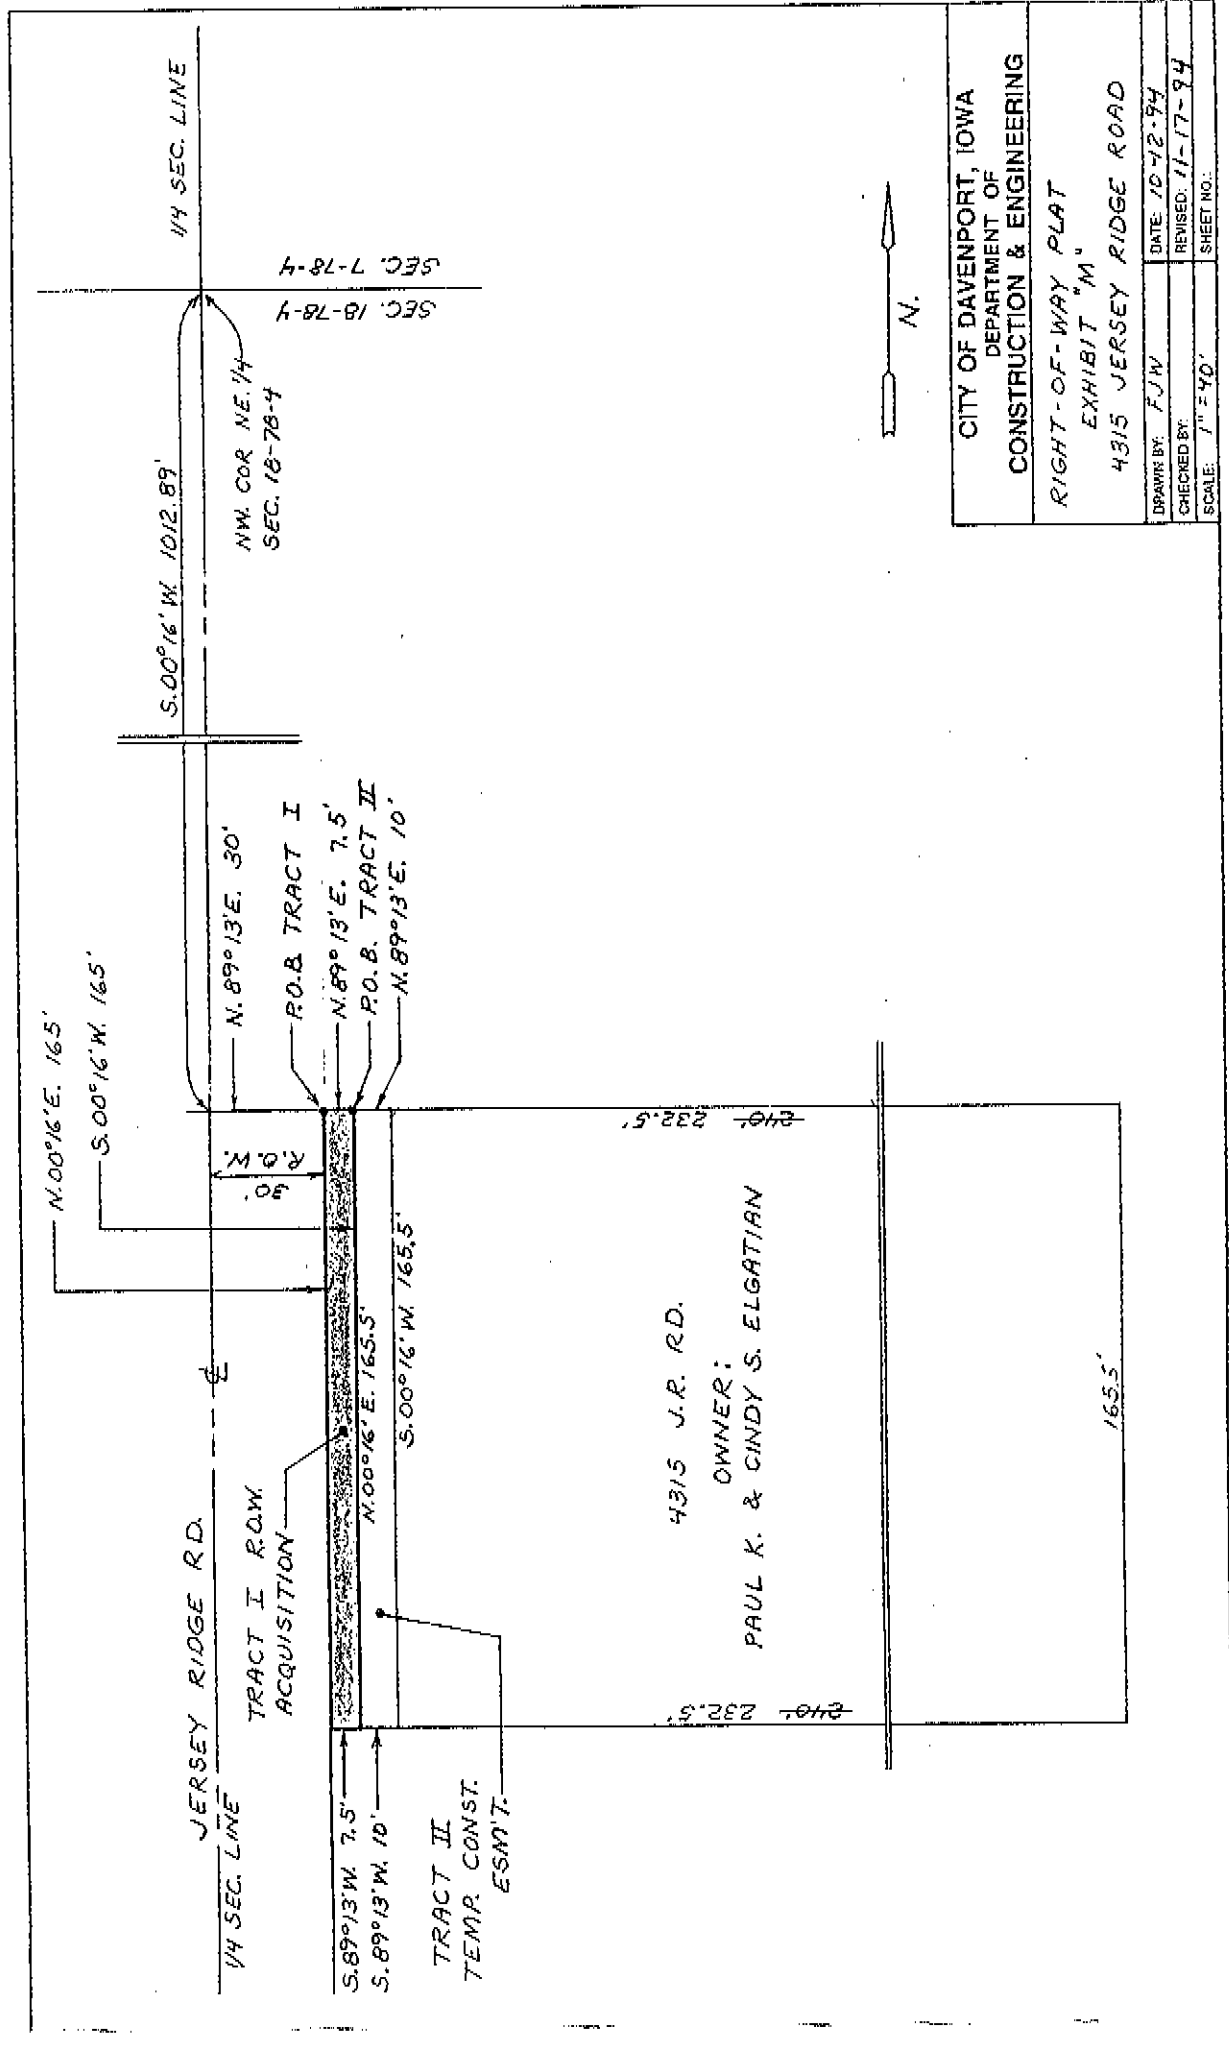 1/4 SEC. LINE
S.00°16'W. 1012.89'
SEC. 7-78-4
SEC. 18-78-4
NW. COR NE. 1/4
SEC. 18-78-4
N.00°16'E. 165'
S.00°16'W. 165'
N.89°13'E. 30'
P.O.B. TRACT I
N.89°13'E. 7.5'
P.O.B. TRACT II
N.89°13'E. 10'
30'
R.O.W.
JERSEY RIDGE RD.
1/4 SEC. LINE
TRACT I R.O.W.
ACQUISITION
N.00°16'E. 165.5'
S.00°16'W. 165.5'
S.89°13'W. 7.5'
S.89°13'W. 10'
TRACT II
TEMP. CONST.
ESM'T.
240' 232.5'
4315 J.R. RD.
OWNER:
PAUL K. & CINDY S. ELGATIAN
240' 232.5'
165.5'
N.
CITY OF DAVENPORT, IOWA
DEPARTMENT OF
CONSTRUCTION & ENGINEERING
RIGHT-OF-WAY PLAT
EXHIBIT "M"
4315 JERSEY RIDGE ROAD
DRAWN BY: FJW DATE: 10-12-94
CHECKED BY: REVISED: 11-17-94
SCALE: 1"=40' SHEET NO.: